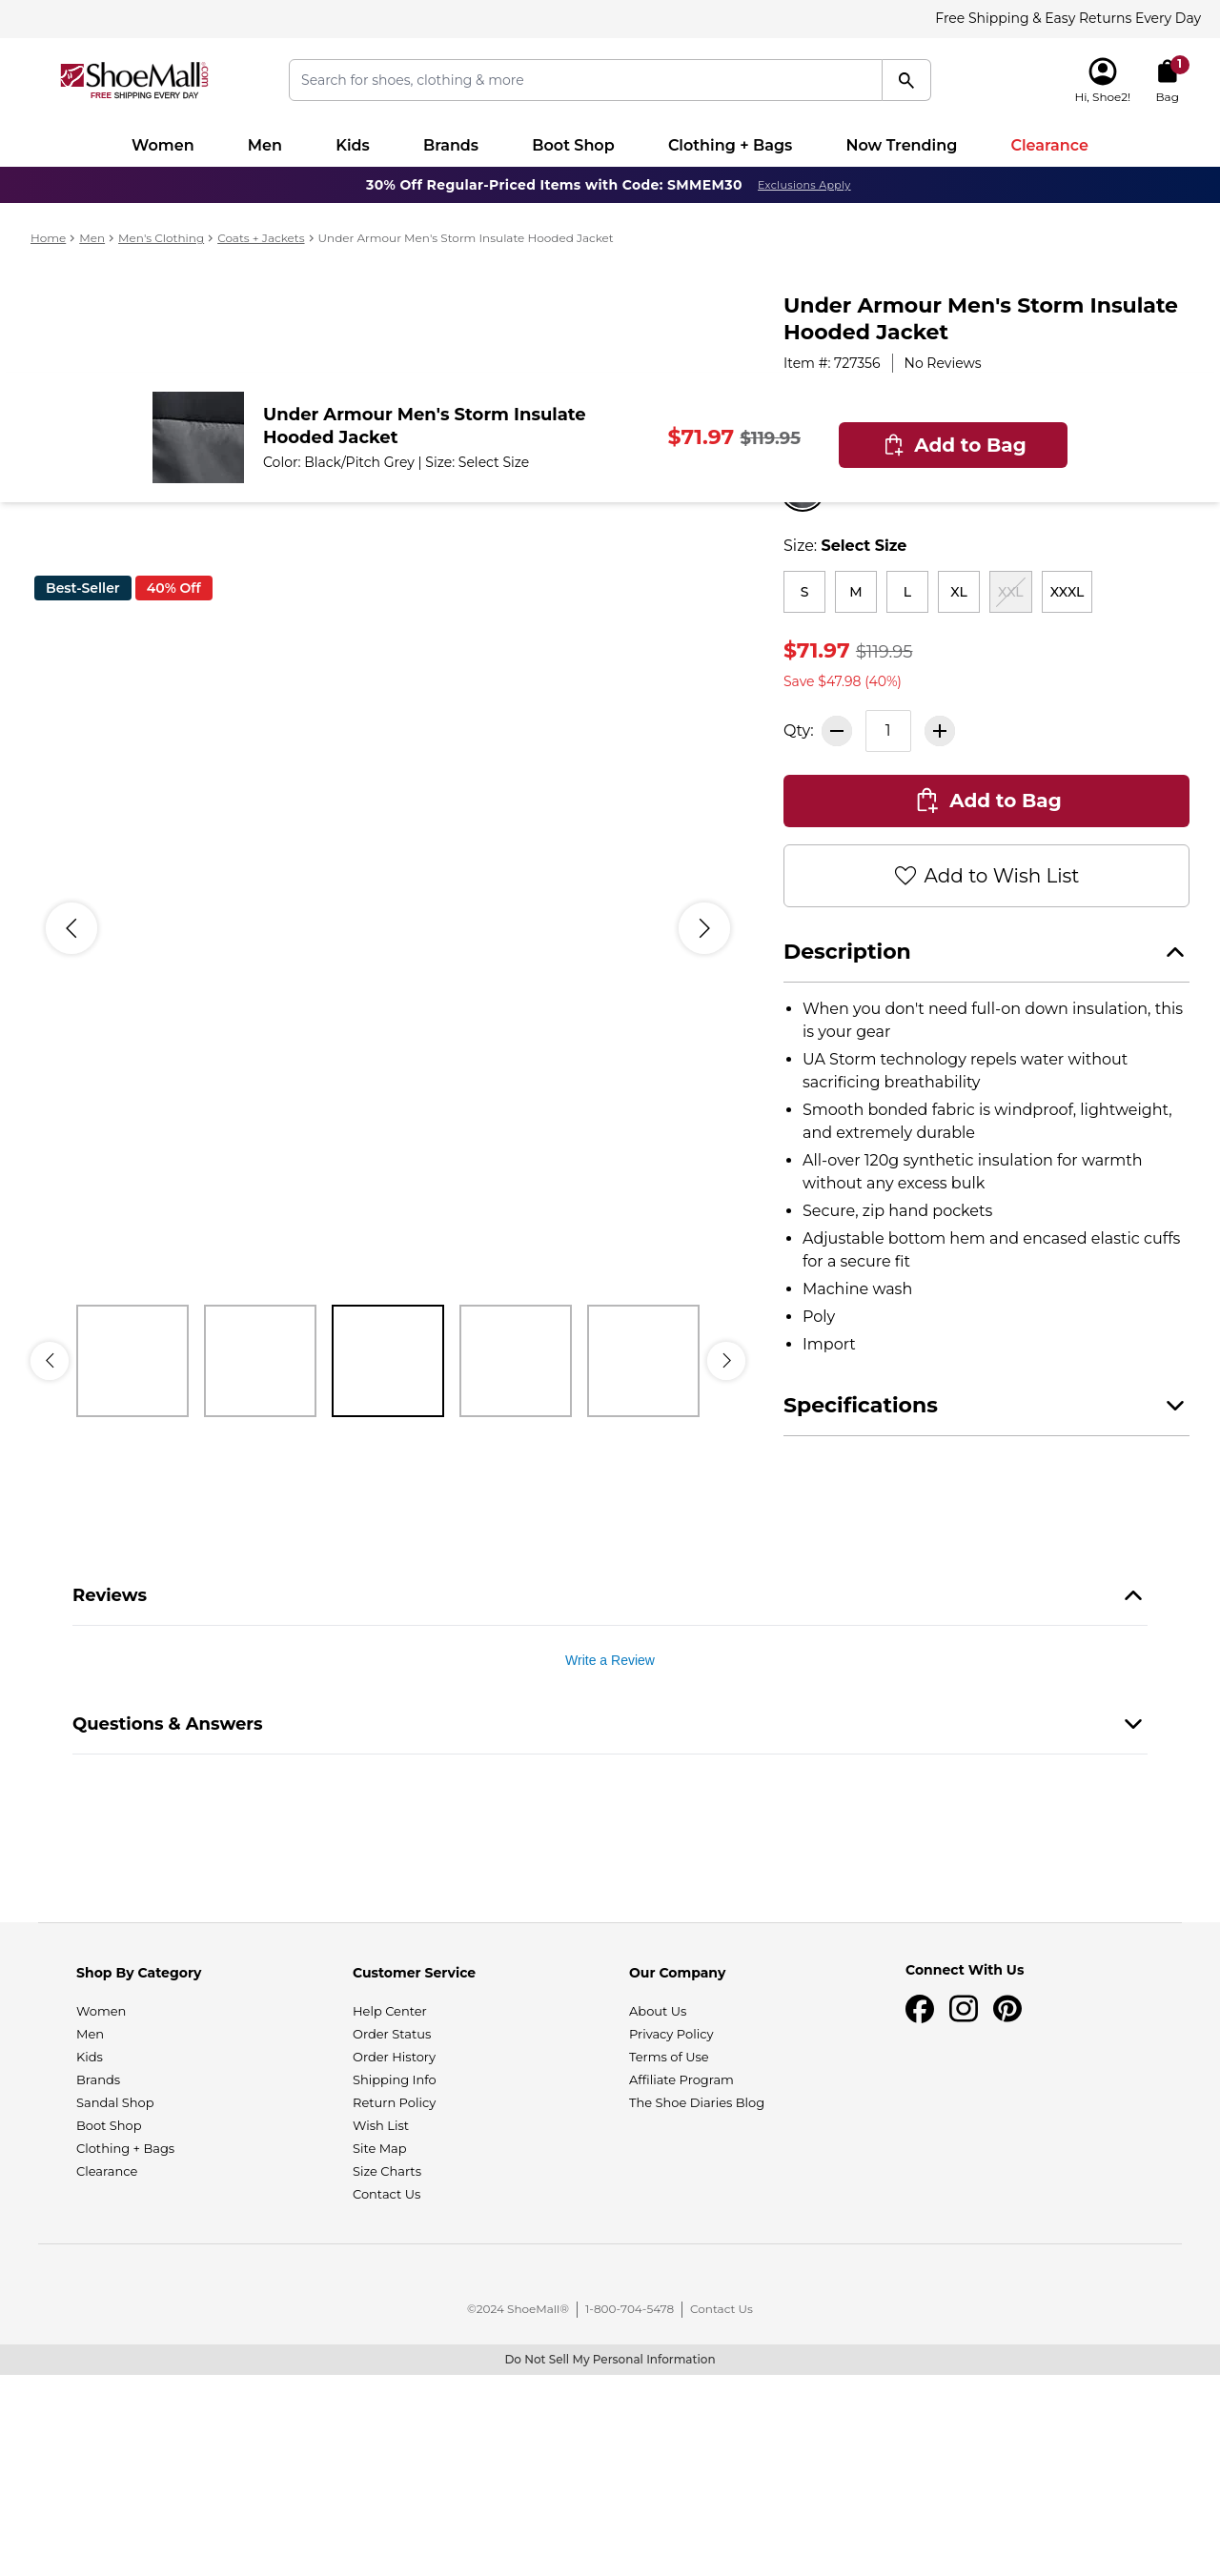 Free Shipping & Easy Returns Every Day
ShoeMall.com
FREE SHIPPING EVERY DAY
Search for shoes, clothing & more
Hi, Shoe2!
1
Bag
Women Men Kids Brands Boot Shop Clothing + Bags Now Trending Clearance
30% Off Regular-Priced Items with Code: SMMEM30 Exclusions Apply
Home > Men > Men's Clothing > Coats + Jackets > Under Armour Men's Storm Insulate Hooded Jacket
Under Armour Men's Storm Insulate
Hooded Jacket
Item #: 727356 No Reviews
Under Armour Men's Storm Insulate
Hooded Jacket
Color: Black/Pitch Grey | Size: Select Size
$71.97 $119.95
Add to Bag
Size: Select Size
Best-Seller 40% Off
S M L XL XXL XXXL
$71.97 $119.95
Save $47.98 (40%)
Qty: 1
Add to Bag
Add to Wish List
Description
• When you don't need full-on down insulation, this
is your gear
• UA Storm technology repels water without
sacrificing breathability
• Smooth bonded fabric is windproof, lightweight,
and extremely durable
• All-over 120g synthetic insulation for warmth
without any excess bulk
• Secure, zip hand pockets
• Adjustable bottom hem and encased elastic cuffs
for a secure fit
• Machine wash
• Poly
• Import
Specifications
Reviews
Write a Review
Questions & Answers
Shop By Category
Women
Men
Kids
Brands
Sandal Shop
Boot Shop
Clothing + Bags
Clearance
Customer Service
Help Center
Order Status
Order History
Shipping Info
Return Policy
Wish List
Site Map
Size Charts
Contact Us
Our Company
About Us
Privacy Policy
Terms of Use
Affiliate Program
The Shoe Diaries Blog
Connect With Us
©2024 ShoeMall® | 1-800-704-5478 | Contact Us
Do Not Sell My Personal Information